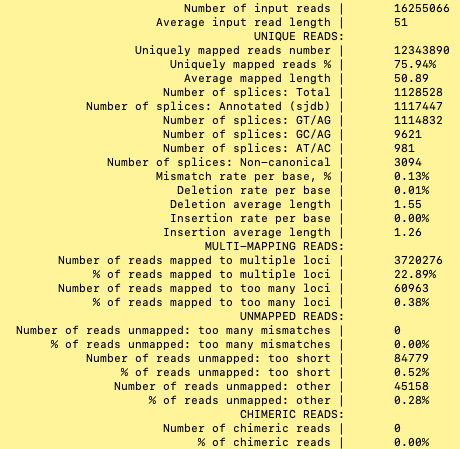 Number of input reads | 16255066
Average input read length | 51
UNIQUE READS:
Uniquely mapped reads number | 12343890
Uniquely mapped reads % | 75.94%
Average mapped length | 50.89
Number of splices: Total | 1128528
Number of splices: Annotated (sjdb) | 1117447
Number of splices: GT/AG | 1114832
Number of splices: GC/AG | 9621
Number of splices: AT/AC | 981
Number of splices: Non-canonical | 3094
Mismatch rate per base, % | 0.13%
Deletion rate per base | 0.01%
Deletion average length | 1.55
Insertion rate per base | 0.00%
Insertion average length | 1.26
MULTI-MAPPING READS:
Number of reads mapped to multiple loci | 3720276
% of reads mapped to multiple loci | 22.89%
Number of reads mapped to too many loci | 60963
% of reads mapped to too many loci | 0.38%
UNMAPPED READS:
Number of reads unmapped: too many mismatches | 0
% of reads unmapped: too many mismatches | 0.00%
Number of reads unmapped: too short | 84779
% of reads unmapped: too short | 0.52%
Number of reads unmapped: other | 45158
% of reads unmapped: other | 0.28%
CHIMERIC READS:
Number of chimeric reads | 0
% of chimeric reads | 0.00%